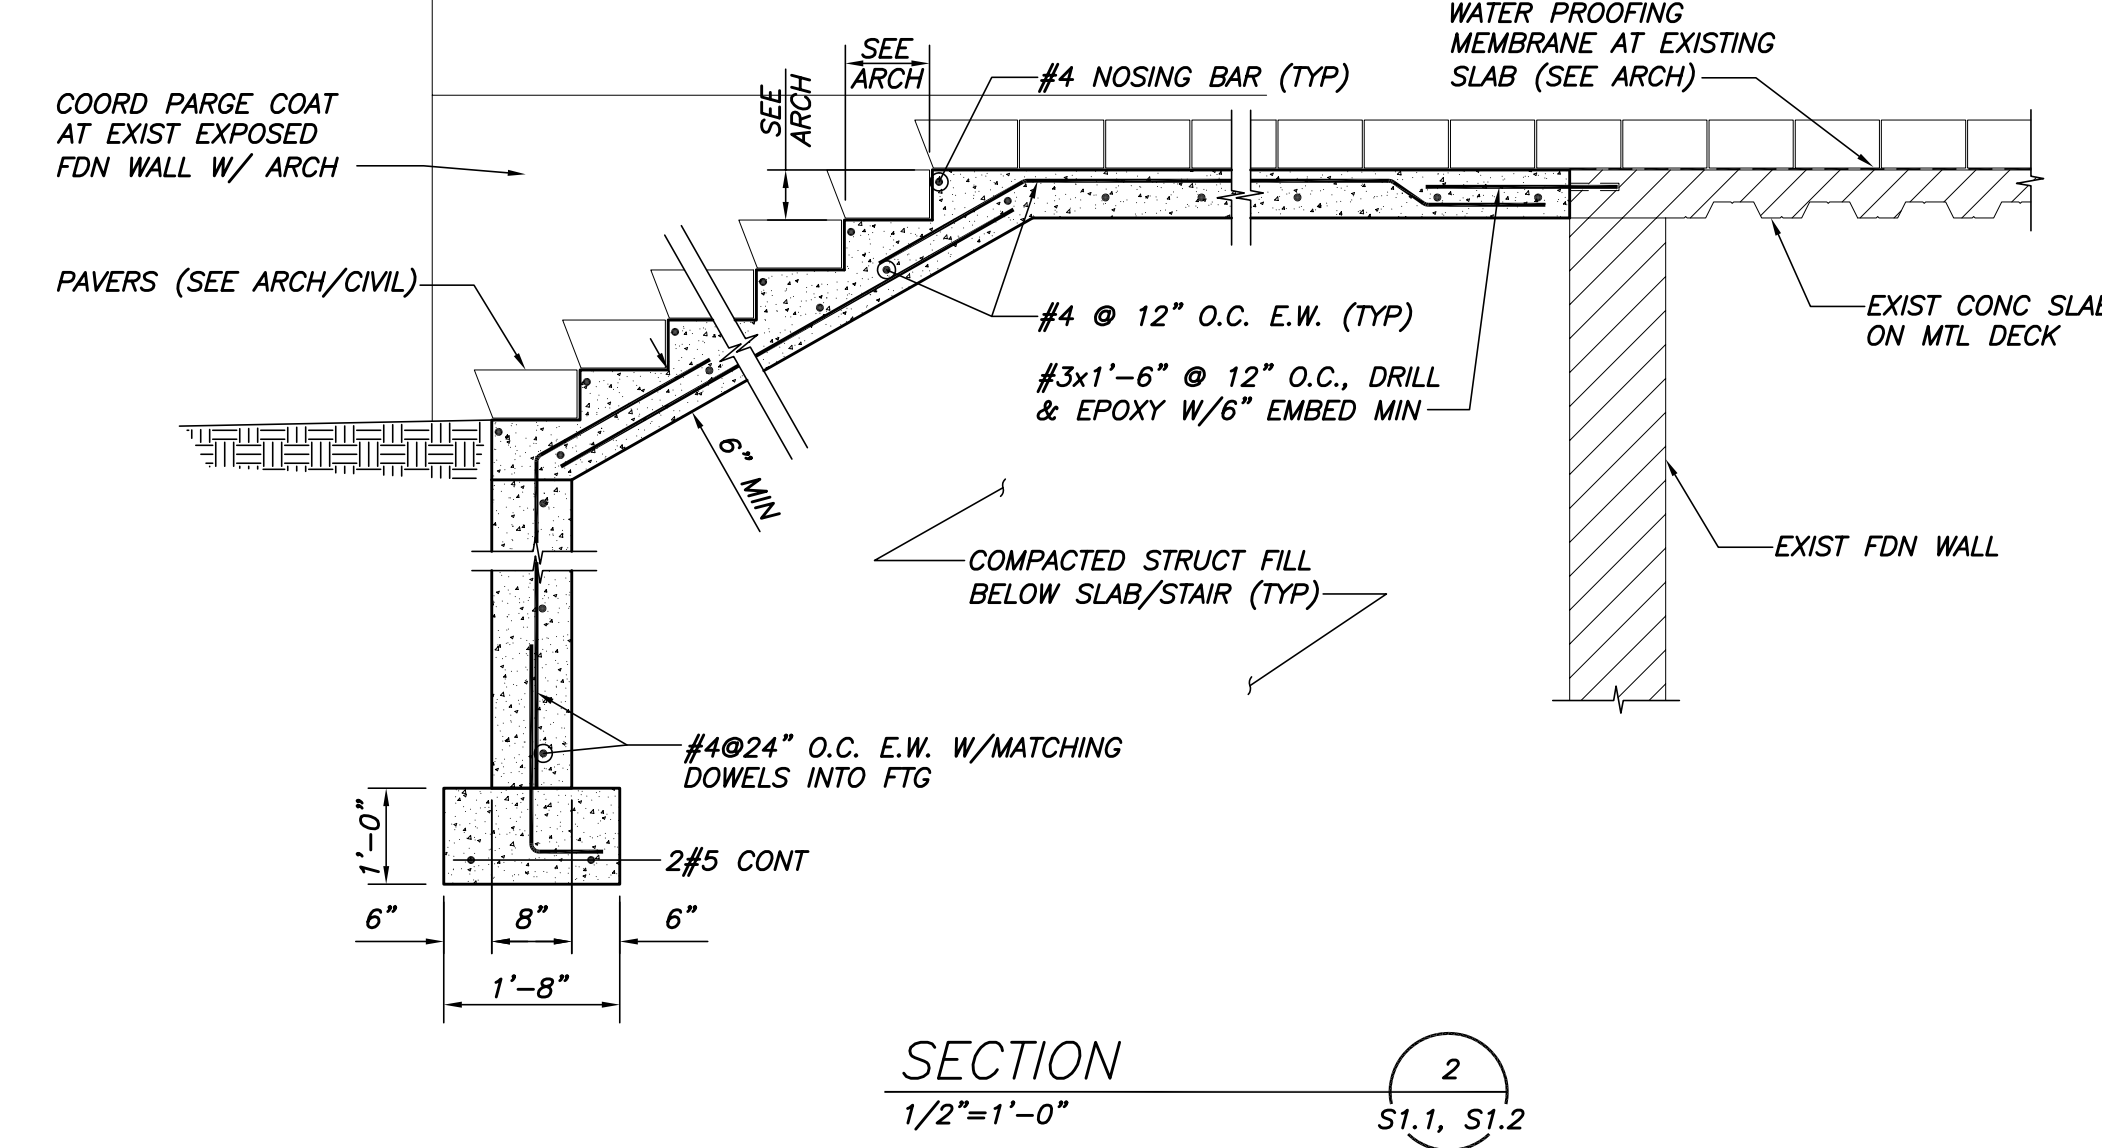 WATER PROOFING
MEMBRANE AT EXISTING
SLAB (SEE ARCH)
SEE
ARCH
SEE
ARCH
#4 NOSING BAR (TYP)
COORD PARGE COAT
AT EXIST EXPOSED
FDN WALL W/ ARCH
PAVERS (SEE ARCH/CIVIL)
#4 @ 12" O.C. E.W. (TYP)
EXIST CONC SLAB
ON MTL DECK
#3x1'-6" @ 12" O.C., DRILL
& EPOXY W/6" EMBED MIN
6" MIN
COMPACTED STRUCT FILL
BELOW SLAB/STAIR (TYP)
EXIST FDN WALL
#4@24" O.C. E.W. W/MATCHING
DOWELS INTO FTG
1'-0"
2#5 CONT
6" 8" 6"
1'-8"
SECTION
1/2"=1'-0"
2
S1.1, S1.2